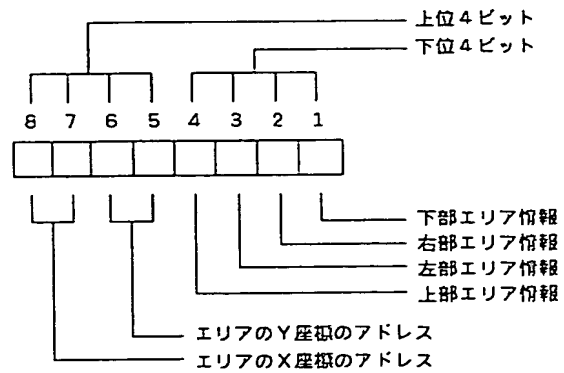 上位4ビット
下位4ビット
8 7 6 5 4 3 2 1
下部エリア情報
右部エリア情報
左部エリア情報
上部エリア情報
エリアのY座標のアドレス
エリアのX座標のアドレス